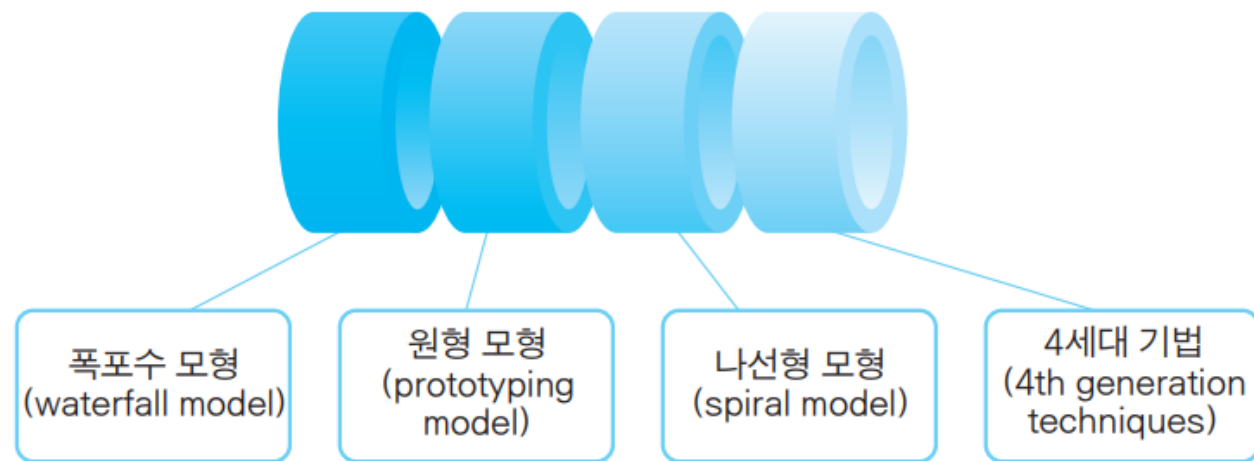 폭포수 모형
(waterfall model)
원형 모형
(prototyping
model)
나선형 모형
(spiral model)
4세대 기법
(4th generation
techniques)